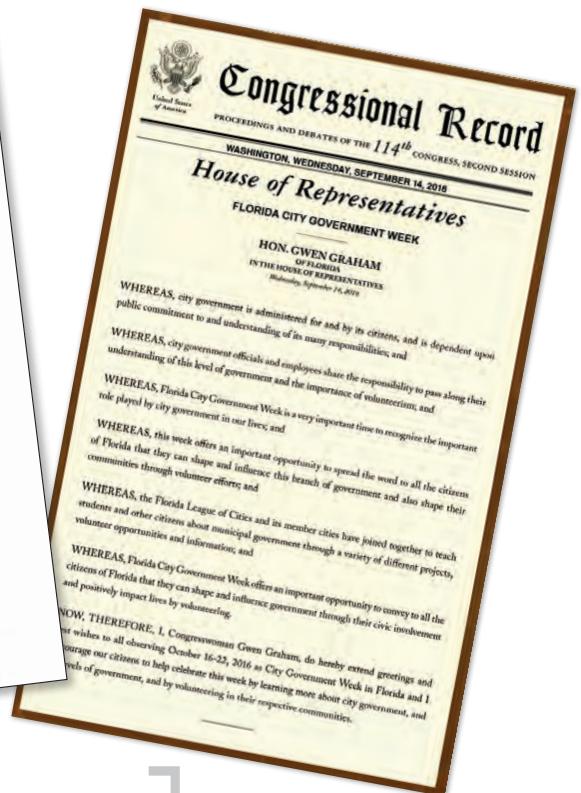 United States
of America
Congressional Record
PROCEEDINGS AND DEBATES OF THE 114th CONGRESS, SECOND SESSION
WASHINGTON, WEDNESDAY, SEPTEMBER 14, 2016
House of Representatives
FLORIDA CITY GOVERNMENT WEEK
HON. GWEN GRAHAM
OF FLORIDA
IN THE HOUSE OF REPRESENTATIVES
Wednesday, September 14, 2016
WHEREAS, city government is administered for and by its citizens, and is dependent upon
public commitment to and understanding of its many responsibilities; and
WHEREAS, city government officials and employees share the responsibility to pass along their
understanding of this level of government and the importance of volunteerism; and
WHEREAS, Florida City Government Week is a very important time to recognize the important
role played by city government in our lives; and
WHEREAS, this week offers an important opportunity to spread the word to all the citizens
of Florida that they can shape and influence this branch of government and also shape their
communities through volunteer efforts; and
WHEREAS, the Florida League of Cities and its member cities have joined together to teach
students and other citizens about municipal government through a variety of different projects,
volunteer opportunities and information; and
WHEREAS, Florida City Government Week offers an important opportunity to convey to all the
citizens of Florida that they can shape and influence government through their civic involvement
and positively impact lives by volunteering.
NOW, THEREFORE, I, Congresswoman Gwen Graham, do hereby extend greetings and
wishes to all observing October 16-22, 2016 as City Government Week in Florida and I
our citizens to help celebrate this week by learning more about city government, and
of government, and by volunteering in their respective communities.